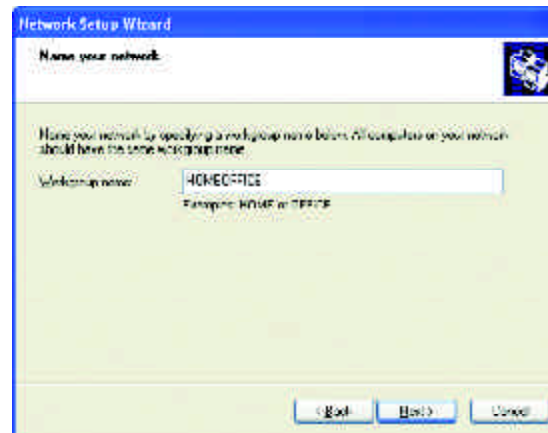 Network Setup Wizard
Name your network.
Name your network by specifying a workgroup name below. All computers on your network
should have the same workgroup name.
Workgroup name: HOMEOFFICE
Examples: HOME or OFFICE
< Back Next > Cancel